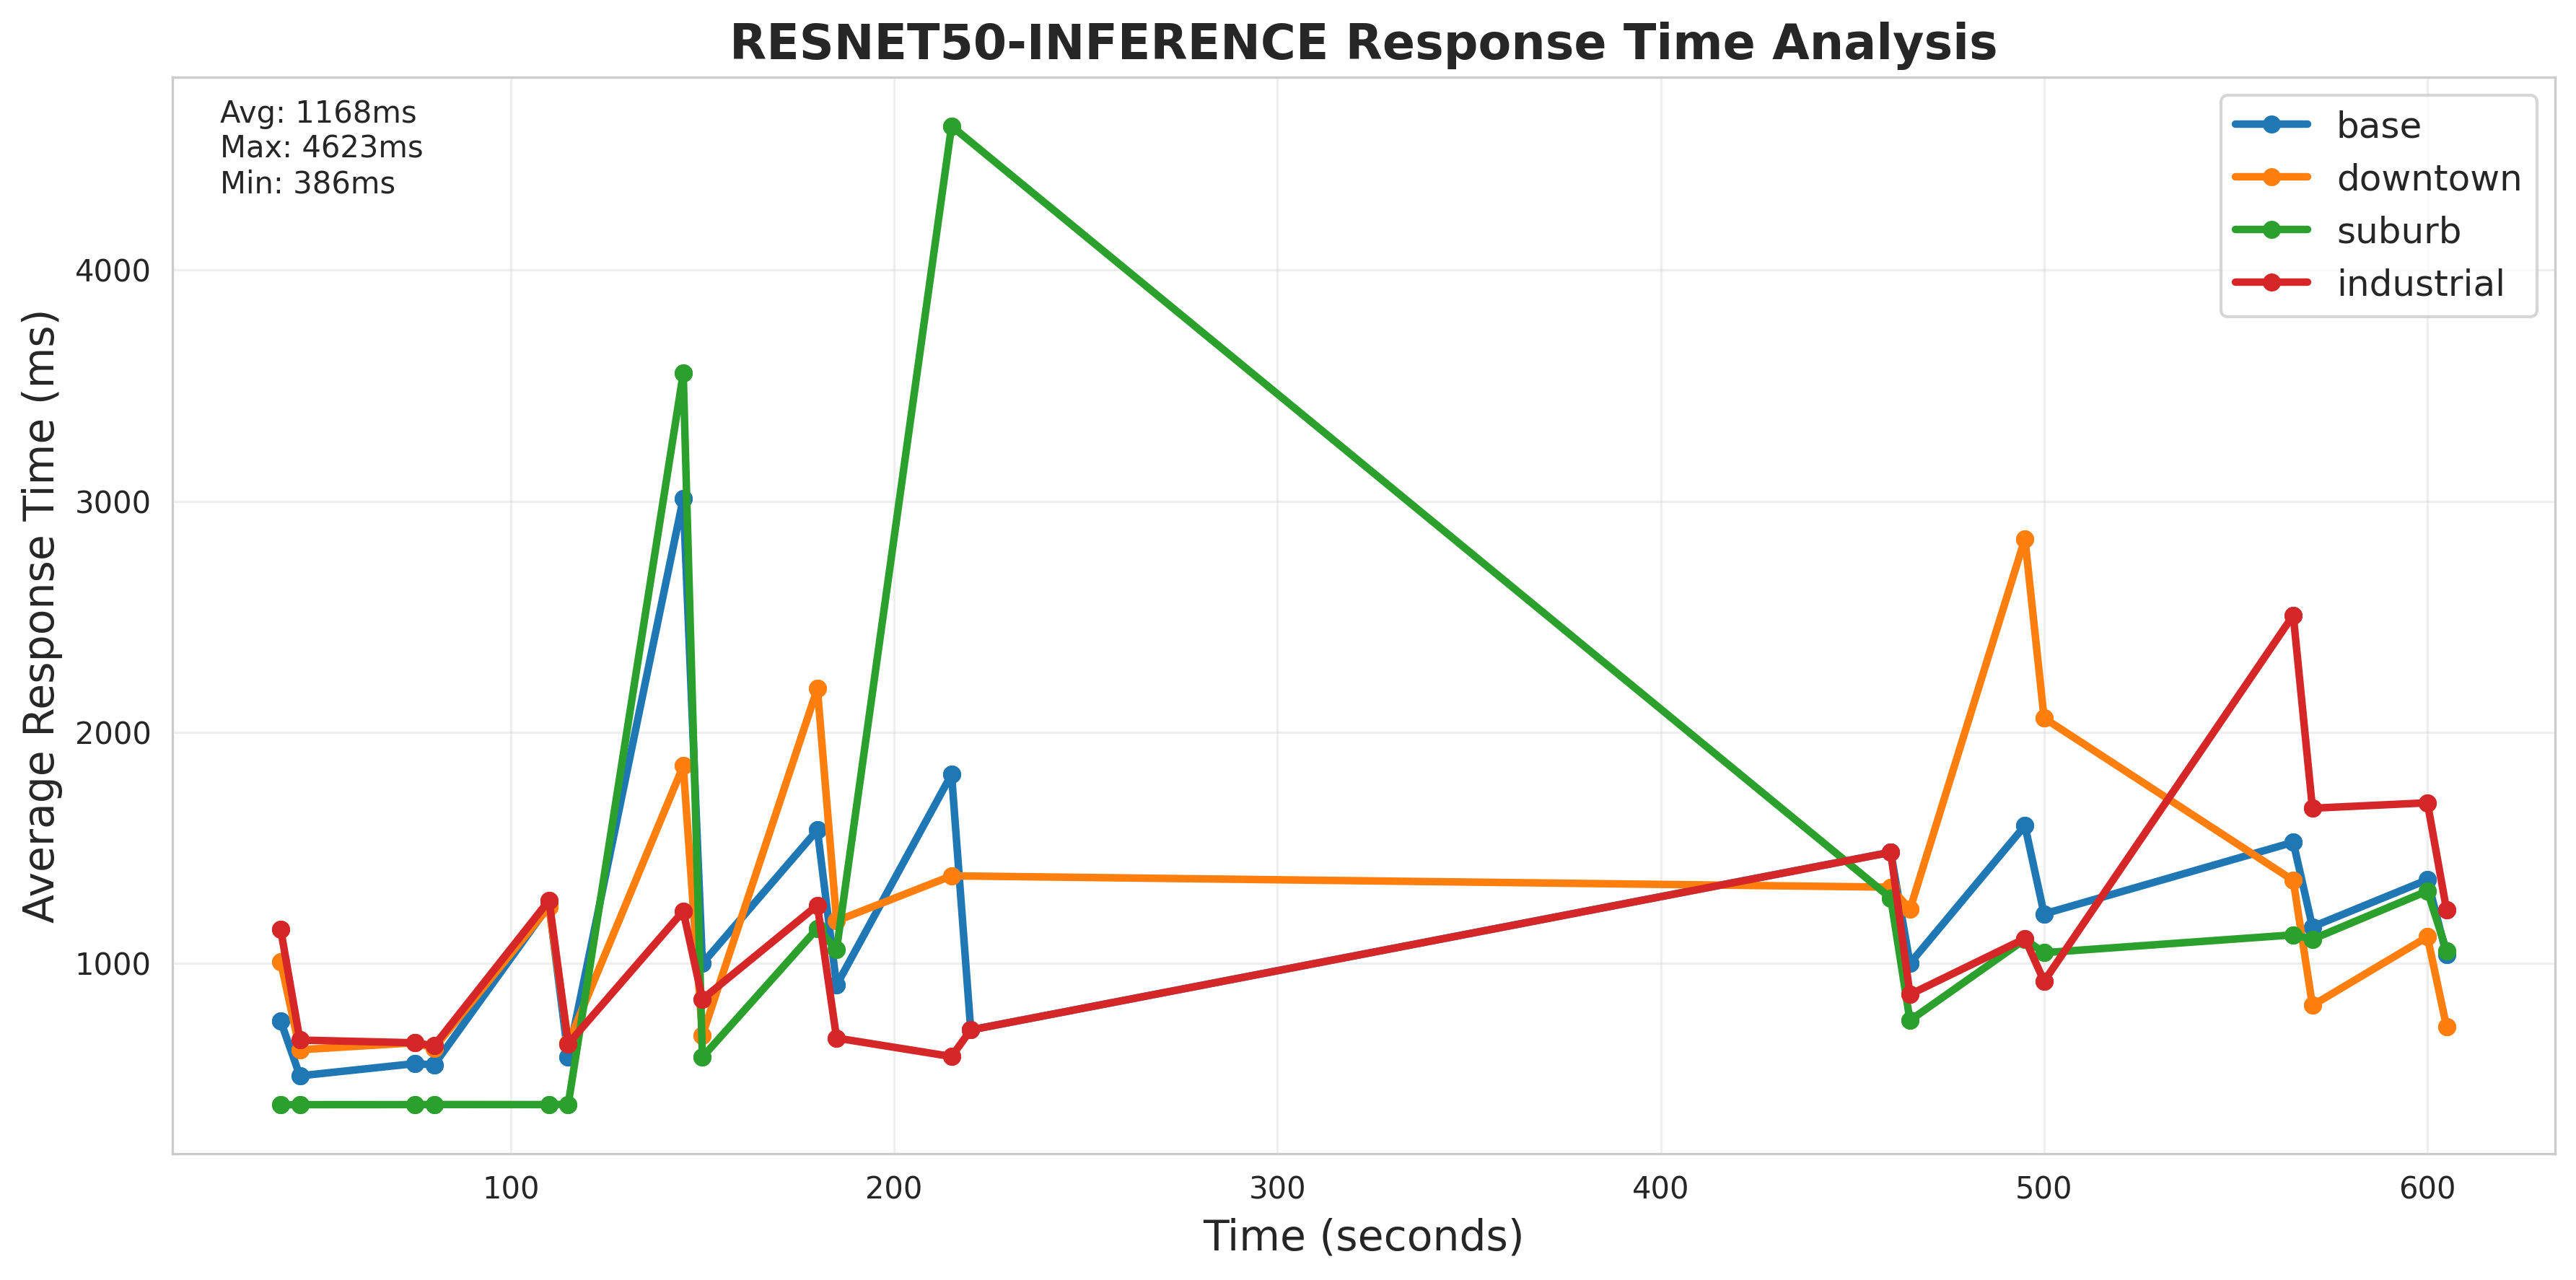 RESNET50-INFERENCE Response Time Analysis
Avg: 1168ms
Max: 4623ms
Min: 386ms
base
downtown
suburb
industrial
Average Response Time (ms)
4000
3000
2000
1000
100 200 300 400 500 600
Time (seconds)